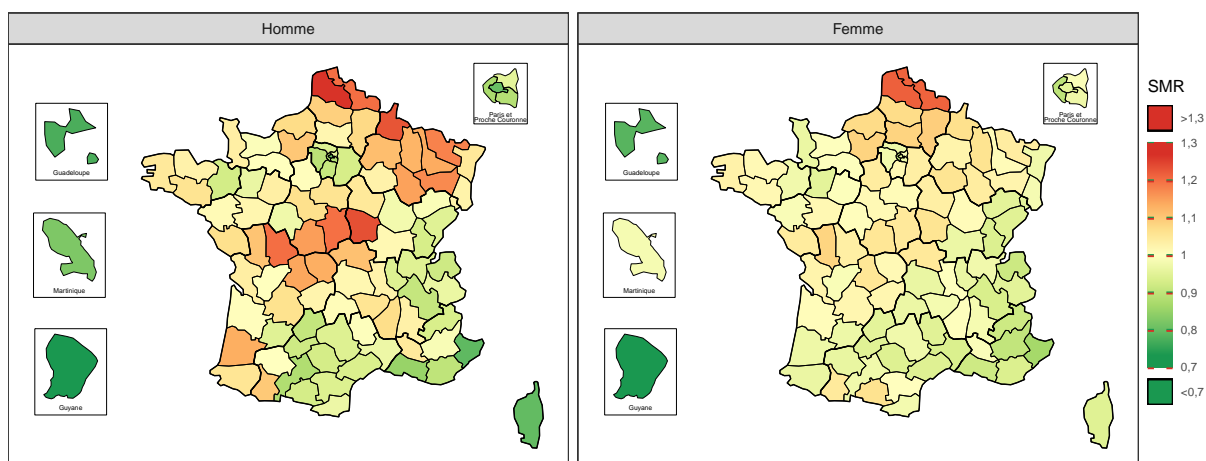 Homme
Femme
Paris et
Proche Couronne
Guadeloupe
Martinique
Guyane
Paris et
Proche Couronne
Guadeloupe
Martinique
Guyane
SMR
>1,3
1,3
1,2
1,1
1
0,9
0,8
0,7
<0,7